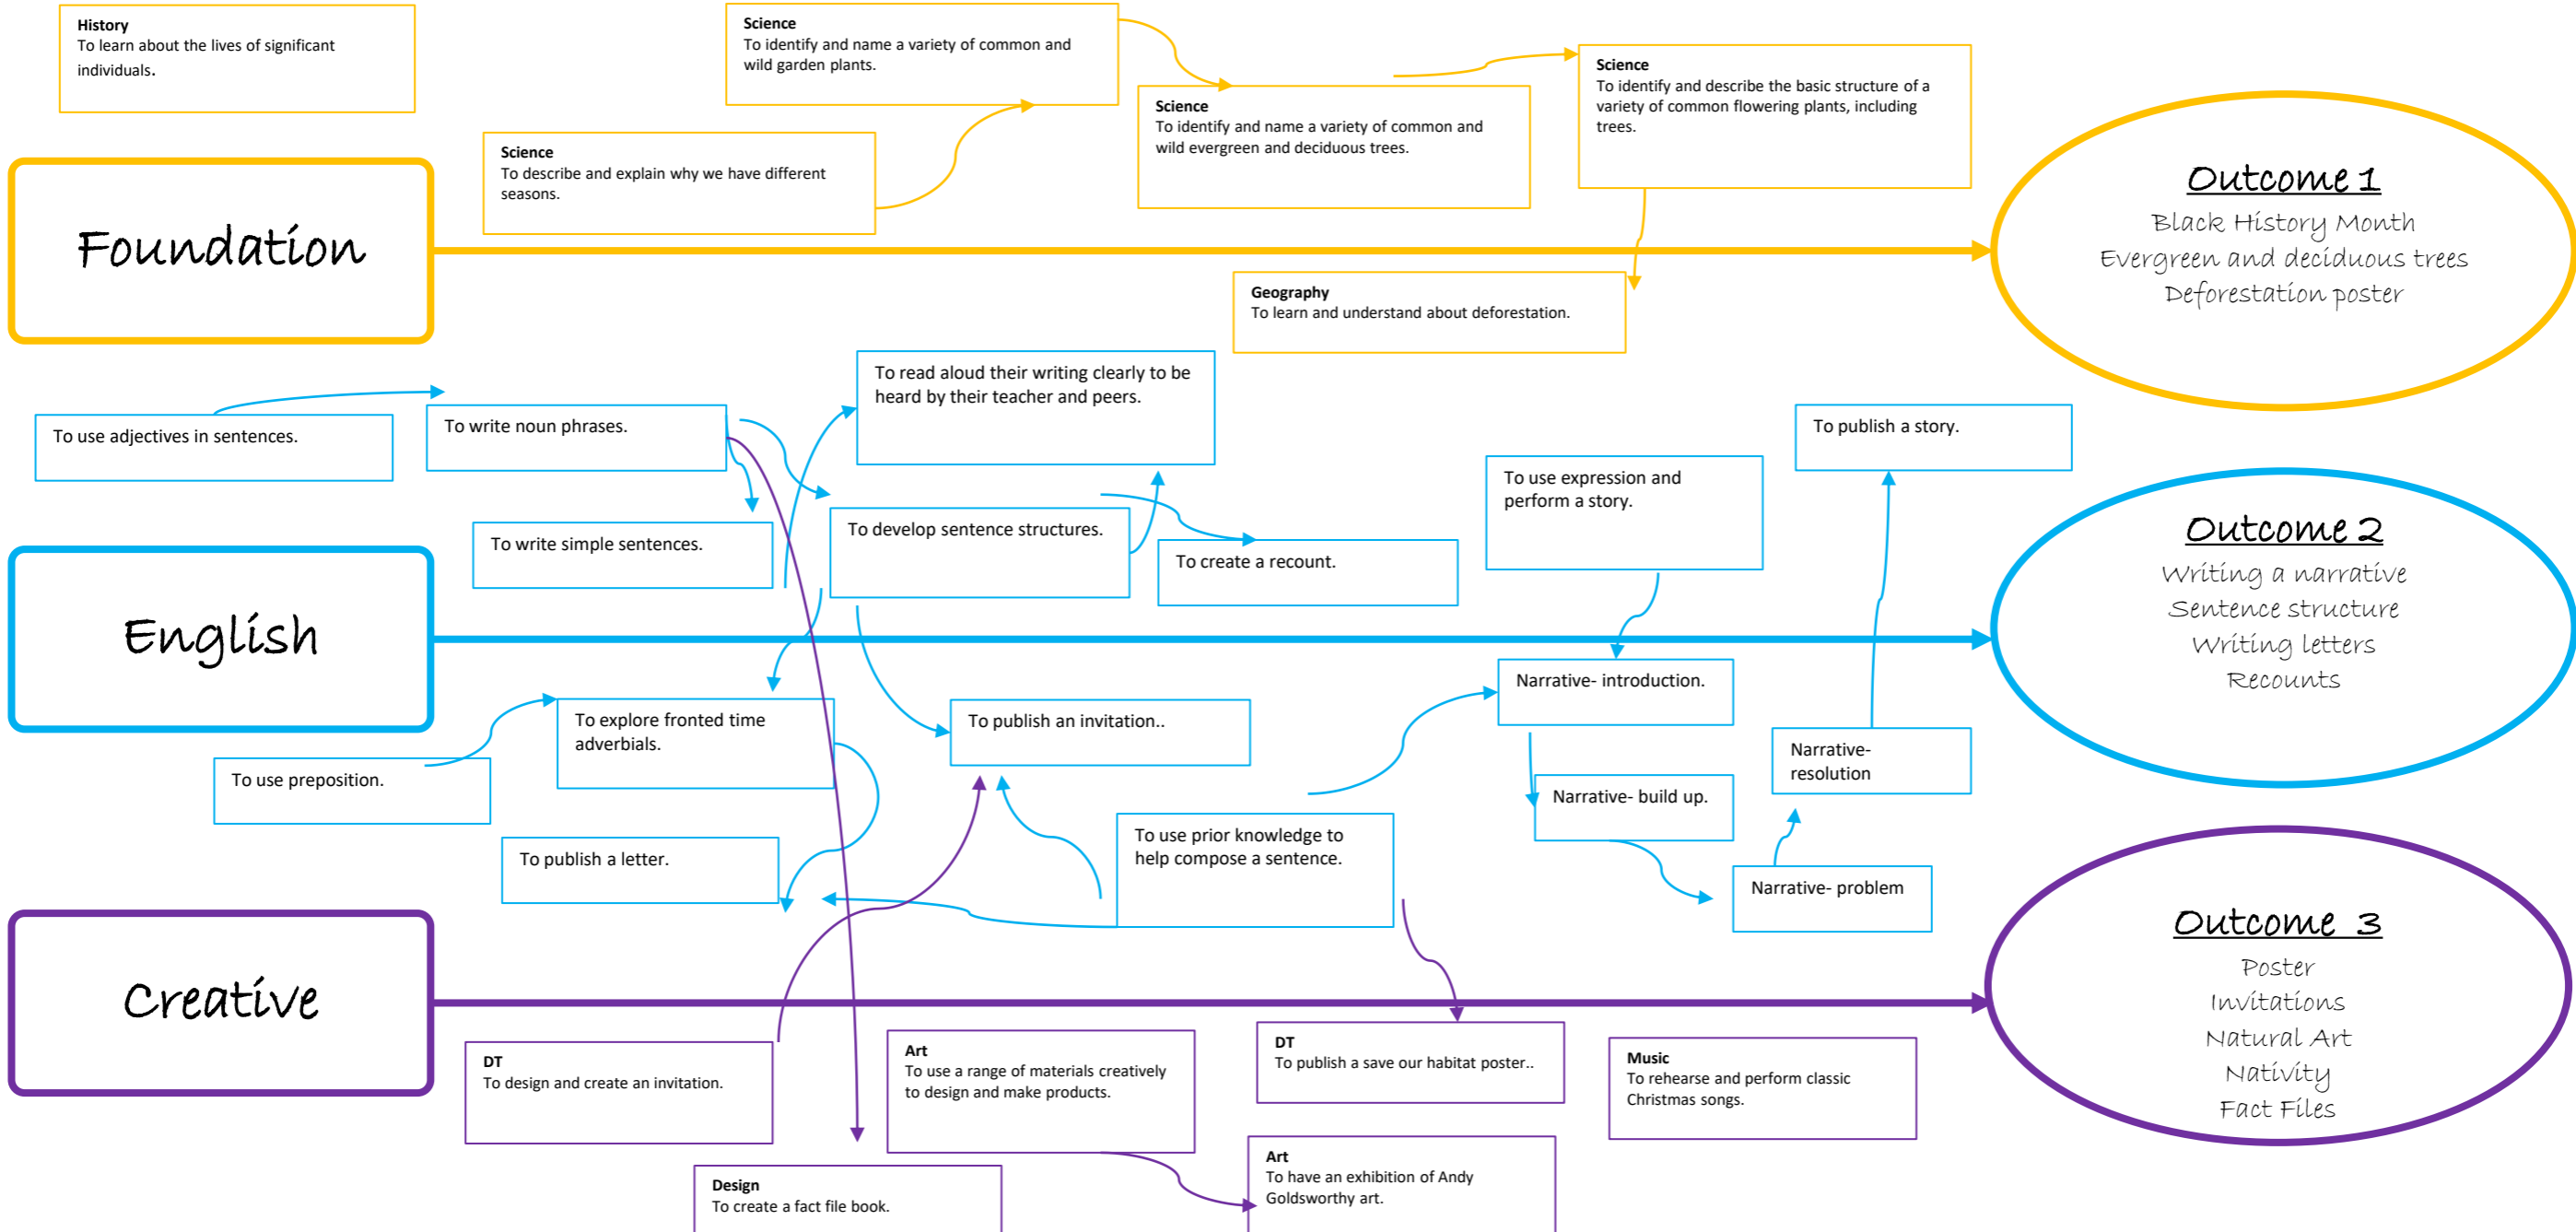 History
To learn about the lives of significant
individuals.
Science
To identify and name a variety of common and
wild garden plants.
Science
To describe and explain why we have different
seasons.
Science
To identify and name a variety of common and
wild evergreen and deciduous trees.
Science
To identify and describe the basic structure of a
variety of common flowering plants, including
trees.
Foundation
Geography
To learn and understand about deforestation.
Outcome 1
Black History Month
Evergreen and deciduous trees
Deforestation poster
To use adjectives in sentences.
To write noun phrases.
To read aloud their writing clearly to be
heard by their teacher and peers.
To write simple sentences.
To develop sentence structures.
To create a recount.
To use expression and
perform a story.
To publish a story.
English
Outcome 2
Writing a narrative
Sentence structure
Writing letters
Recounts
To use preposition.
To explore fronted time
adverbials.
To publish a letter.
To publish an invitation..
To use prior knowledge to
help compose a sentence.
Narrative- introduction.
Narrative- build up.
Narrative-
resolution
Narrative- problem
Creative
Outcome 3
Poster
Invitations
Natural Art
Nativity
Fact Files
DT
To design and create an invitation.
Art
To use a range of materials creatively
to design and make products.
DT
To publish a save our habitat poster..
Music
To rehearse and perform classic
Christmas songs.
Design
To create a fact file book.
Art
To have an exhibition of Andy
Goldsworthy art.